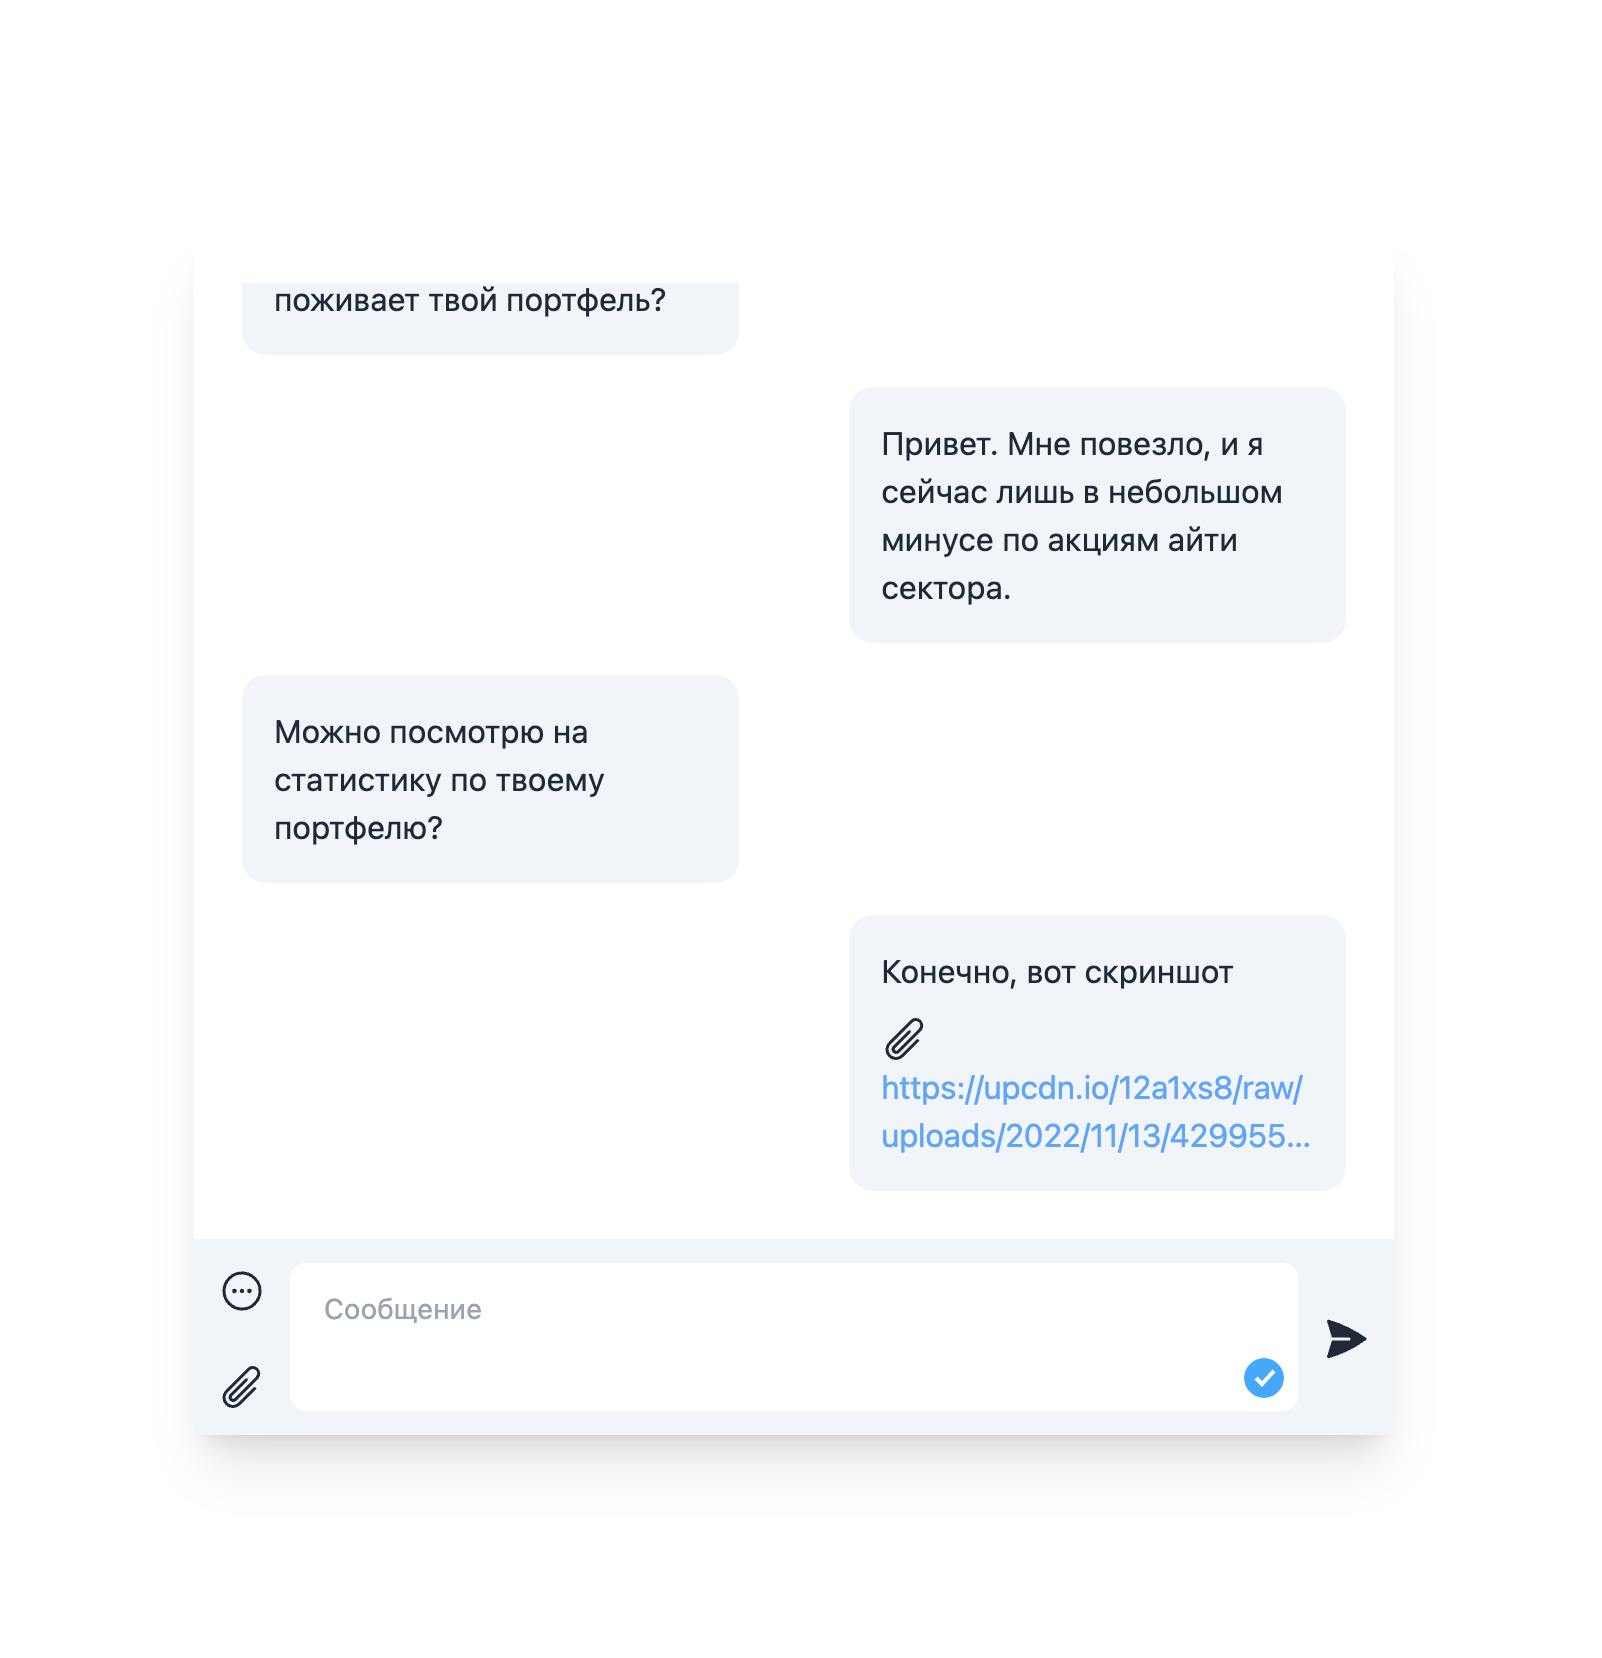 поживает твой портфель?
Привет. Мне повезло, и я
сейчас лишь в небольшом
минусе по акциям айти
сектора.
Можно посмотрю на
статистику по твоему
портфелю?
Конечно, вот скриншот
https://upcdn.io/12a1xs8/raw/
uploads/2022/11/13/429955...
Сообщение